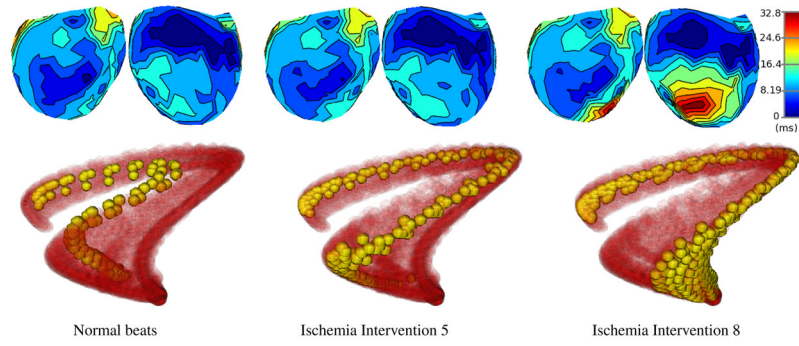 32.8
24.6
16.4
8.19
0
(ms)
Normal beats
Ischemia Intervention 5
Ischemia Intervention 8